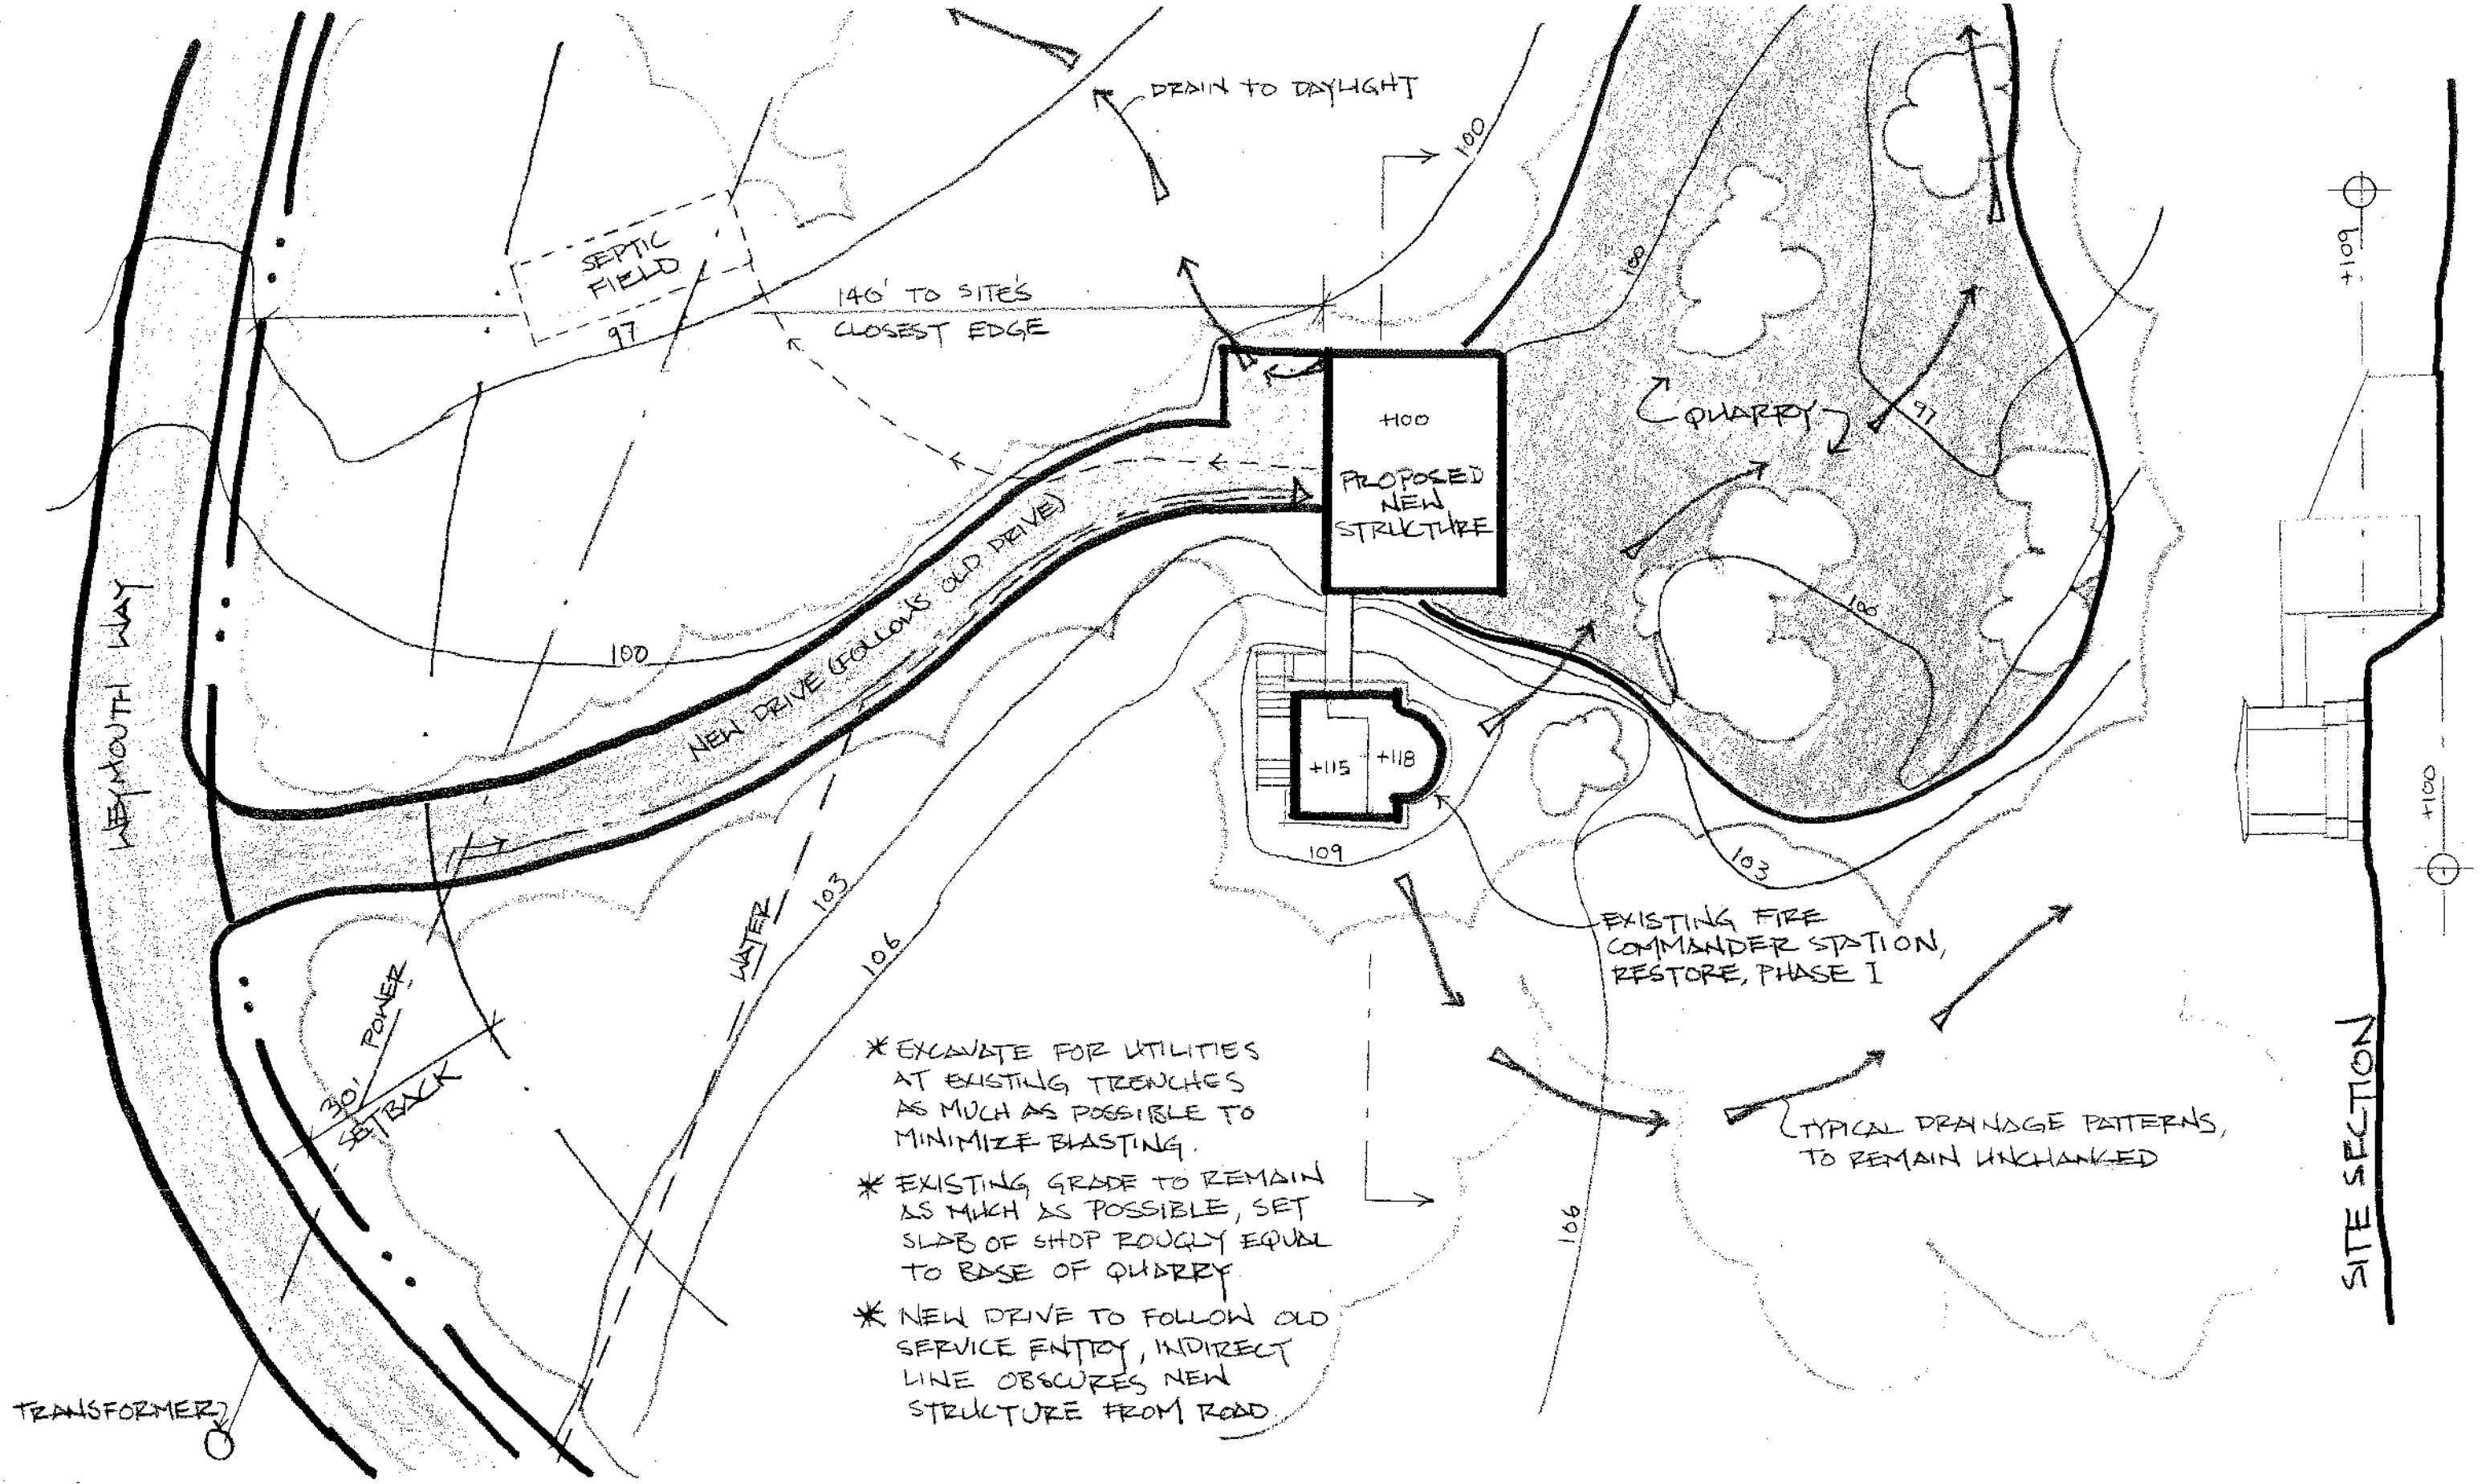 DRAIN TO DAYLIGHT
100
SEPTIC
FIELD
97
140' TO SITE'S
CLOSEST EDGE
100
+109
QUARRY
97
+100
PROPOSED
NEW
STRUCTURE
NEW DRIVE (FOLLOWS OLD DRIVE)
100
100
WEYMOUTH WAY
+115
+118
109
103
+100
103
106
WATER
POWER
30'
SETBACK
EXISTING FIRE
COMMANDER STATION,
RESTORE, PHASE I
* EXCAVATE FOR UTILITIES
AT EXISTING TRENCHES
AS MUCH AS POSSIBLE TO
MINIMIZE BLASTING.
* EXISTING GRADE TO REMAIN
AS MUCH AS POSSIBLE, SET
SLAB OF SHOP ROUGLY EQUAL
TO BASE OF QUARRY.
* NEW DRIVE TO FOLLOW OLD
SERVICE ENTRY, INDIRECT
LINE OBSCURES NEW
STRUCTURE FROM ROAD.
TYPICAL DRAINAGE PATTERNS,
TO REMAIN UNCHANGED
106
SITE SECTION
TRANSFORMER